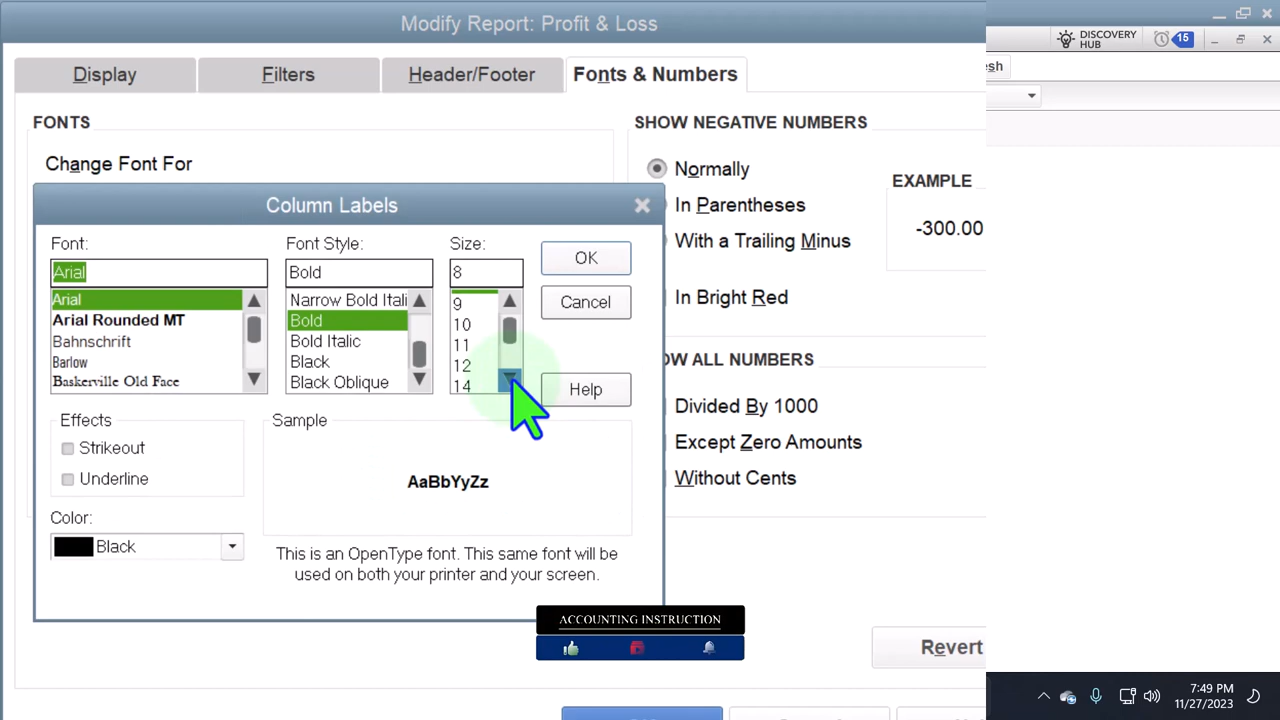 Modify Report: Profit & Loss
DISCOVERY
HUB
15
Display
Filters
Header/Footer
Fonts & Numbers
sh
FONTS
Change Font For
SHOW NEGATIVE NUMBERS
Normally
In Parentheses
With a Trailing Minus
In Bright Red
EXAMPLE
-300.00
OW ALL NUMBERS
Divided By 1000
Except Zero Amounts
Without Cents
Column Labels
Font:
Arial
Arial
Arial Rounded MT
Bahnschrift
Barlow
Baskerville Old Face
Font Style:
Bold
Narrow Bold Itali
Bold
Bold Italic
Black
Black Oblique
Size:
8
9
10
11
12
14
OK
Cancel
Help
Effects
Strikeout
Underline
Sample
AaBbYyZz
Color:
Black
This is an OpenType font. This same font will be
used on both your printer and your screen.
ACCOUNTING INSTRUCTION
Revert
7:49 PM
11/27/2023